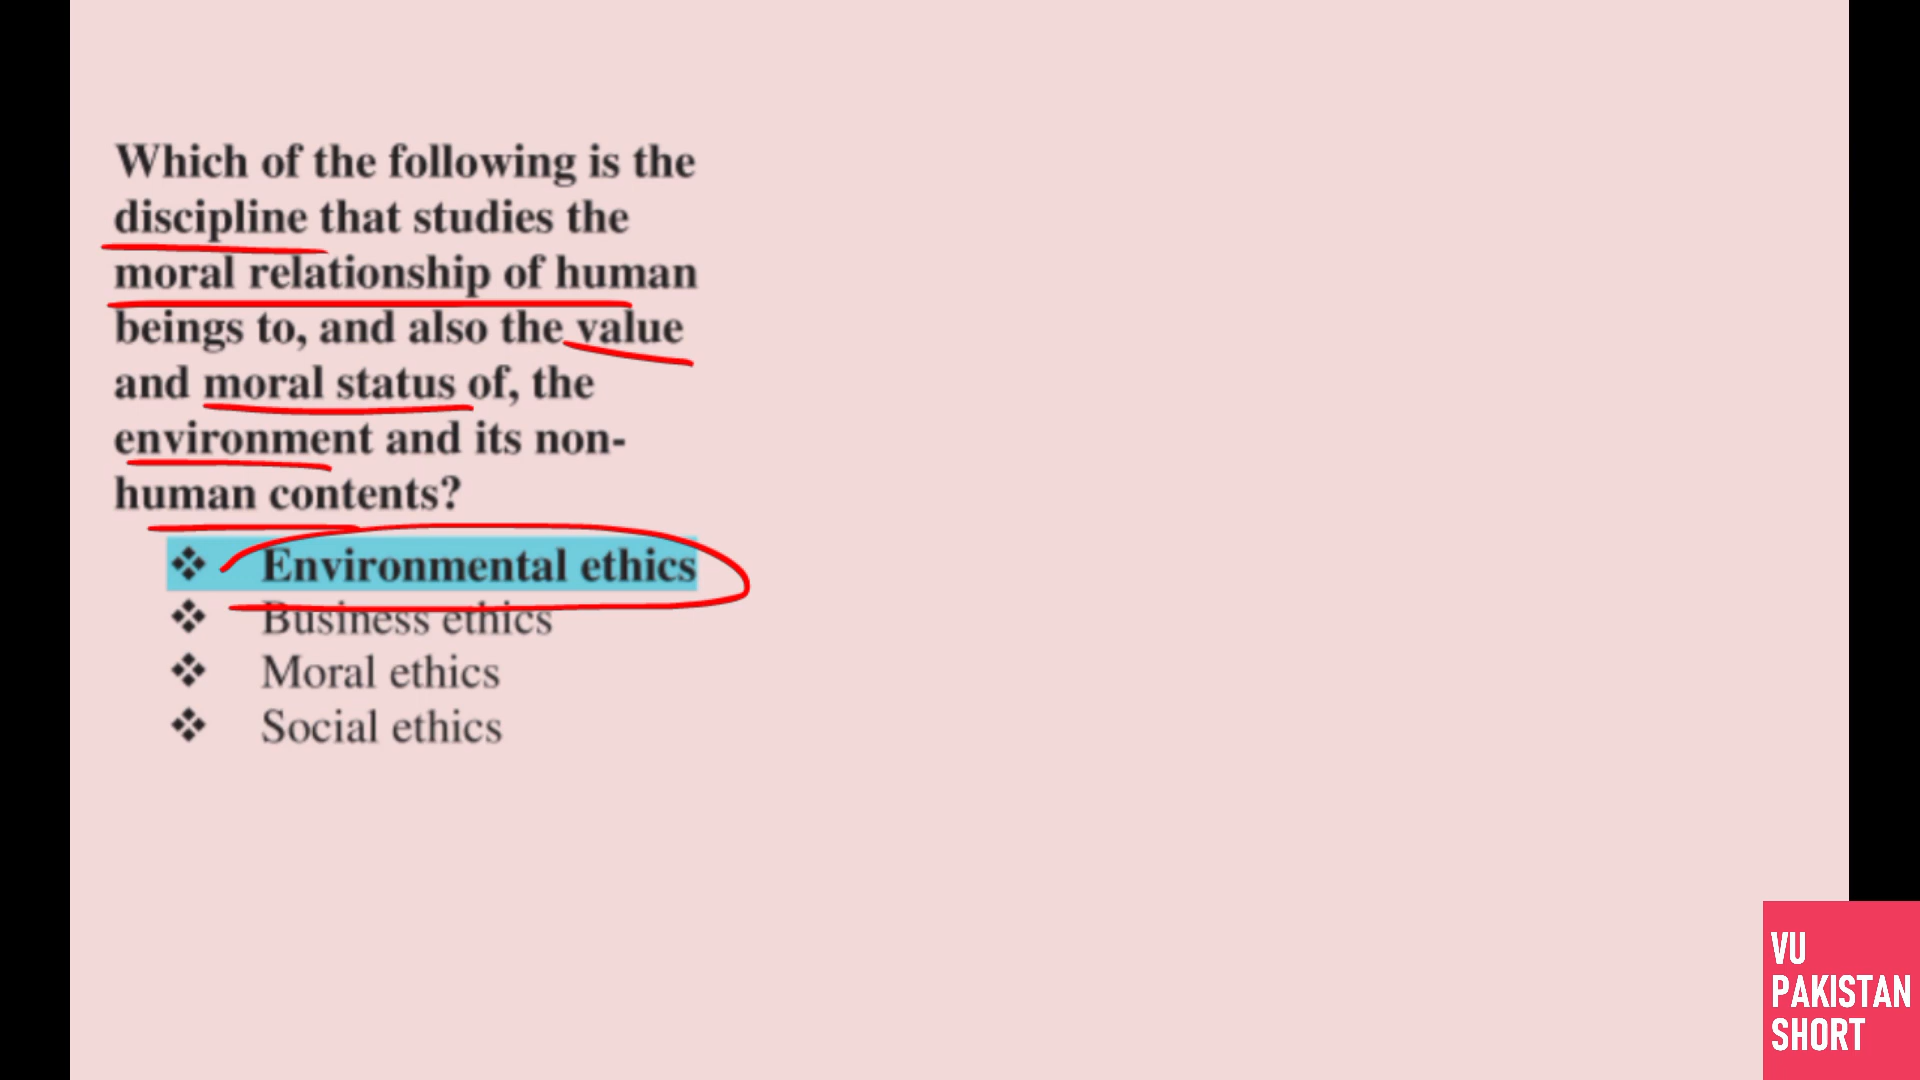 Which of the following is the
discipline that studies the
moral relationship of human
beings to, and also the value
and moral status of, the
environment and its non-
human contents?
❖ Environmental ethics
❖ Business ethics
❖ Moral ethics
❖ Social ethics
VU
PAKISTAN
SHORT